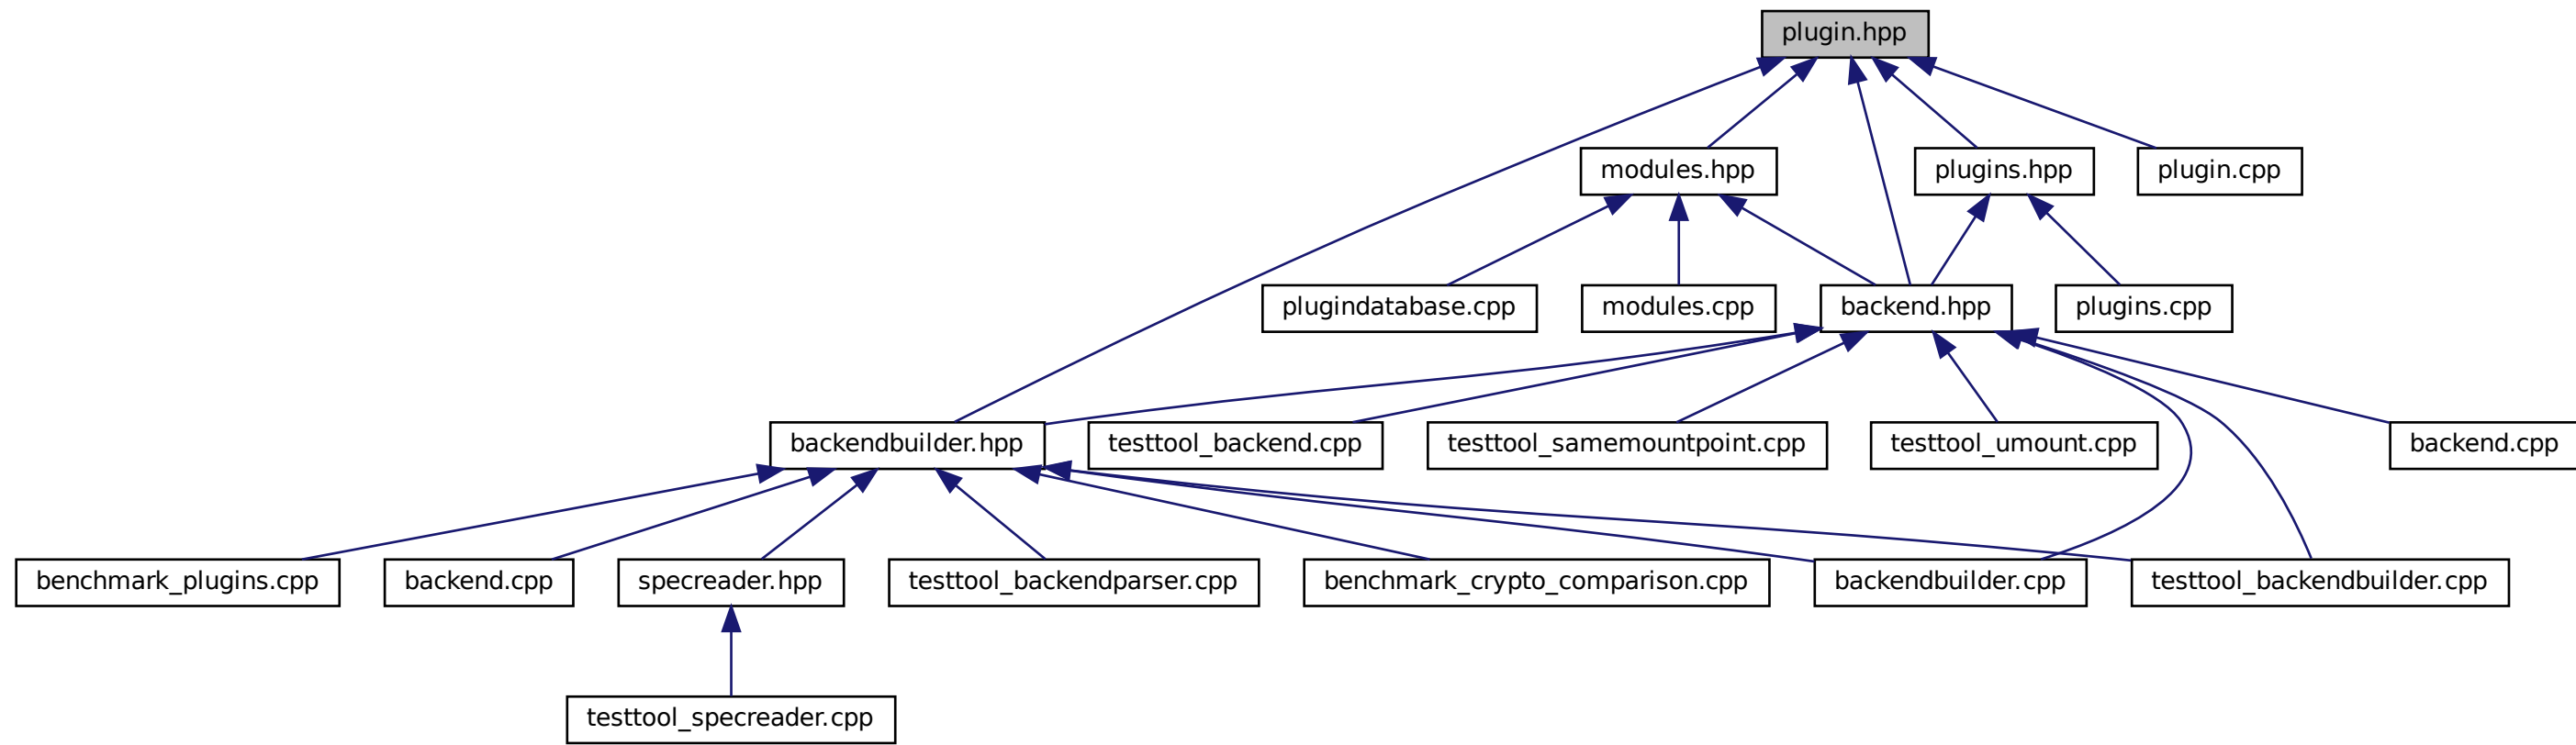 plugin.hpp
modules.hpp
plugins.hpp
plugin.cpp
plugindatabase.cpp
modules.cpp
backend.hpp
plugins.cpp
backendbuilder.hpp
testtool_backend.cpp
testtool_samemountpoint.cpp
testtool_umount.cpp
backend.cpp
benchmark_plugins.cpp
backend.cpp
specreader.hpp
testtool_backendparser.cpp
benchmark_crypto_comparison.cpp
backendbuilder.cpp
testtool_backendbuilder.cpp
testtool_specreader.cpp